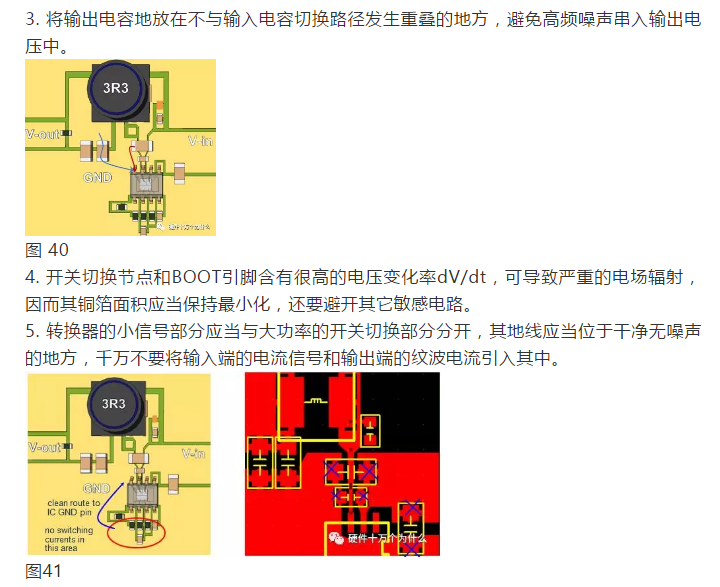 3. 将输出电容地放在不与输入电容切换路径发生重叠的地方，避免高频噪声串入输出电
压中。
3R3
V-out
V-in
GND
硬件十万个为什么
图 40
4. 开关切换节点和BOOT引脚含有很高的电压变化率dV/dt，可导致严重的电场辐射，
因而其铜箔面积应当保持最小化，还要避开其它敏感电路。
5. 转换器的小信号部分应当与大功率的开关切换部分分开，其地线应当位于干净无噪声
的地方，千万不要将输入端的电流信号和输出端的纹波电流引入其中。
3R3
V-out
V-in
GND
clean route to
IC GND pin
no switching
currents in
this area
硬件十万个为什么
图41